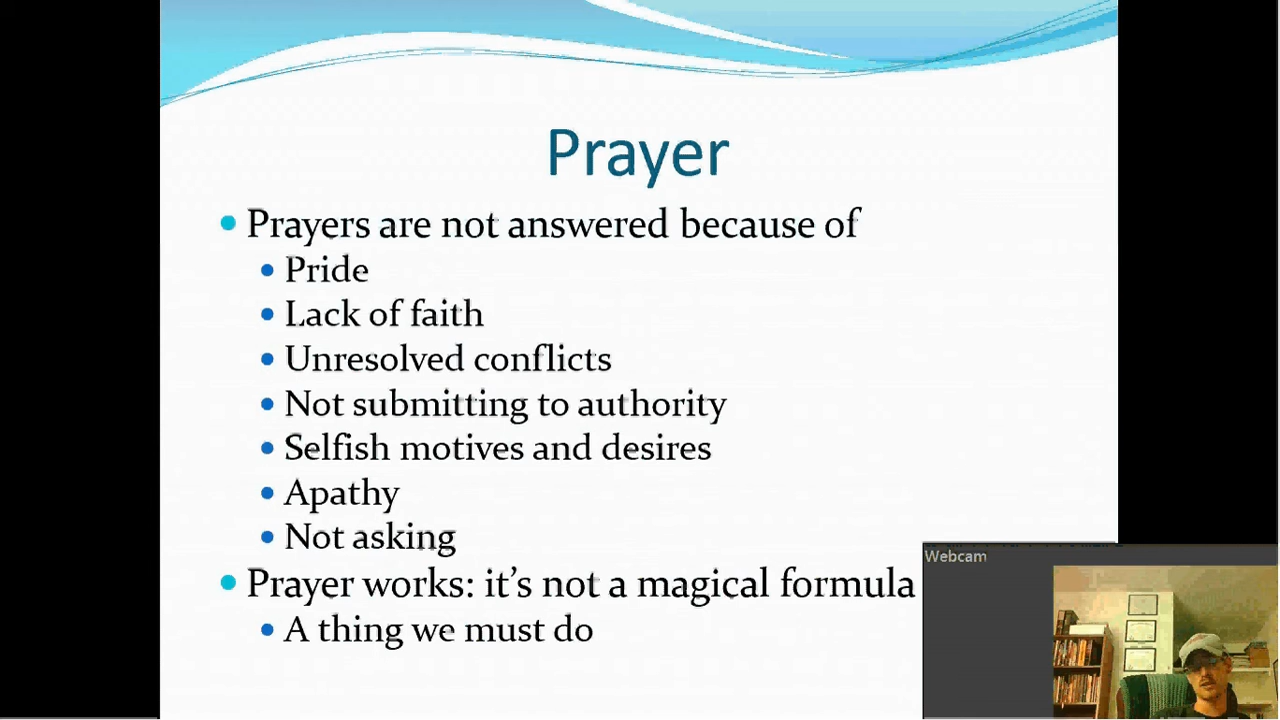 Prayer
Prayers are not answered because of
Pride
Lack of faith
Unresolved conflicts
Not submitting to authority
Selfish motives and desires
Apathy
Not asking
Prayer works: it’s not a magical formula
A thing we must do
Webcam